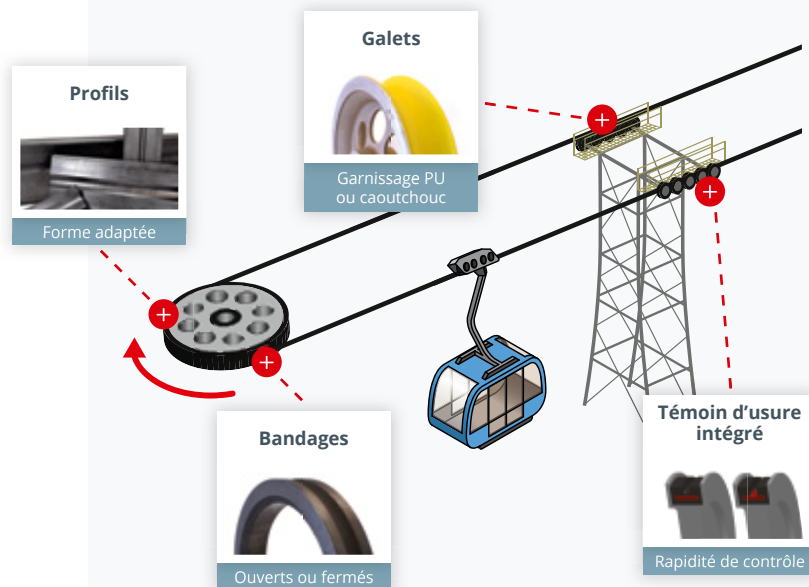 Galets
Garnissage PU
ou caoutchouc
Profils
Forme adaptée
Bandages
Ouverts ou fermés
Témoin d’usure
intégré
Rapidité de contrôle